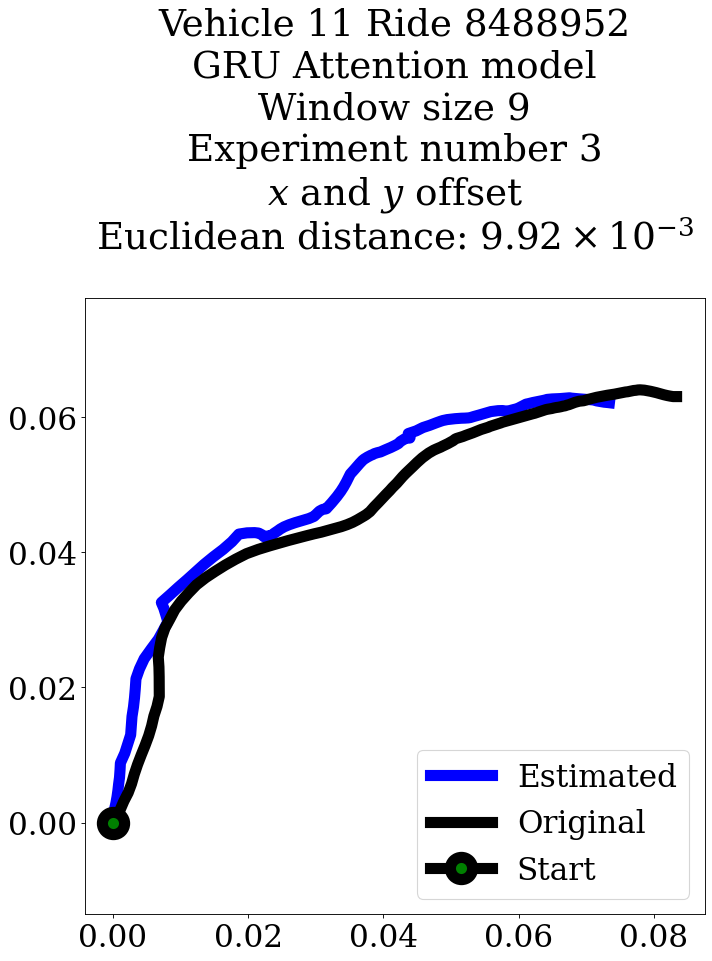 Vehicle 11 Ride 8488952
GRU Attention model
Window size 9
Experiment number 3
x and y offset
Euclidean distance: 9.92 × 10⁻³
0.06
0.04
0.02
0.00
Estimated
Original
Start
0.00 0.02 0.04 0.06 0.08